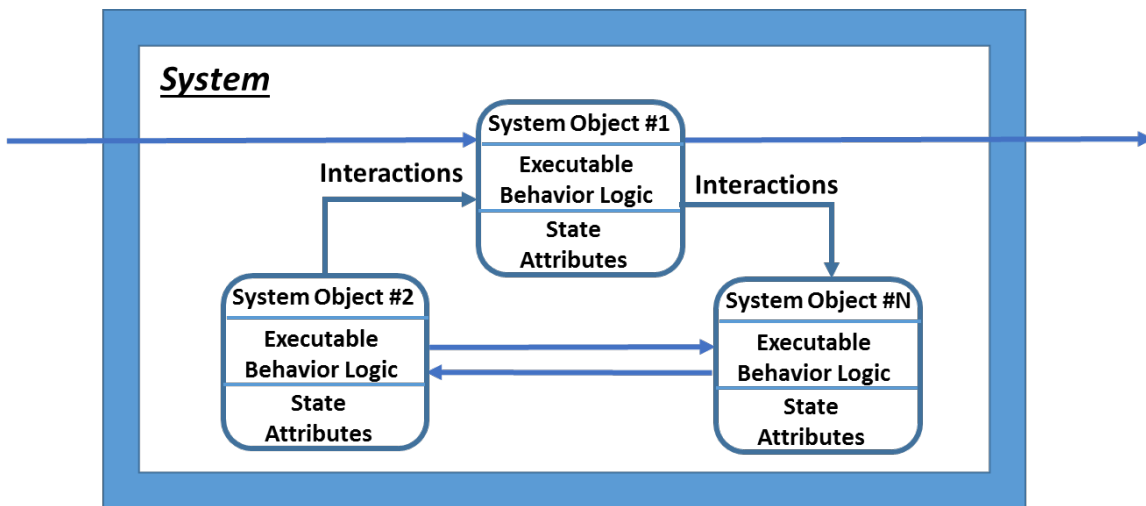 System
System Object #1
Executable
Behavior Logic
State
Attributes
Interactions
Interactions
System Object #2
Executable
Behavior Logic
State
Attributes
System Object #N
Executable
Behavior Logic
State
Attributes